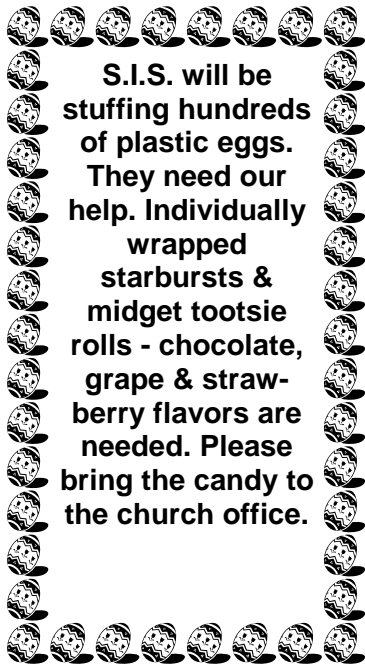 S.I.S. will be
stuffing hundreds
of plastic eggs.
They need our
help. Individually
wrapped
starbursts &
midget tootsie
rolls - chocolate,
grape & straw-
berry flavors are
needed. Please
bring the candy to
the church office.